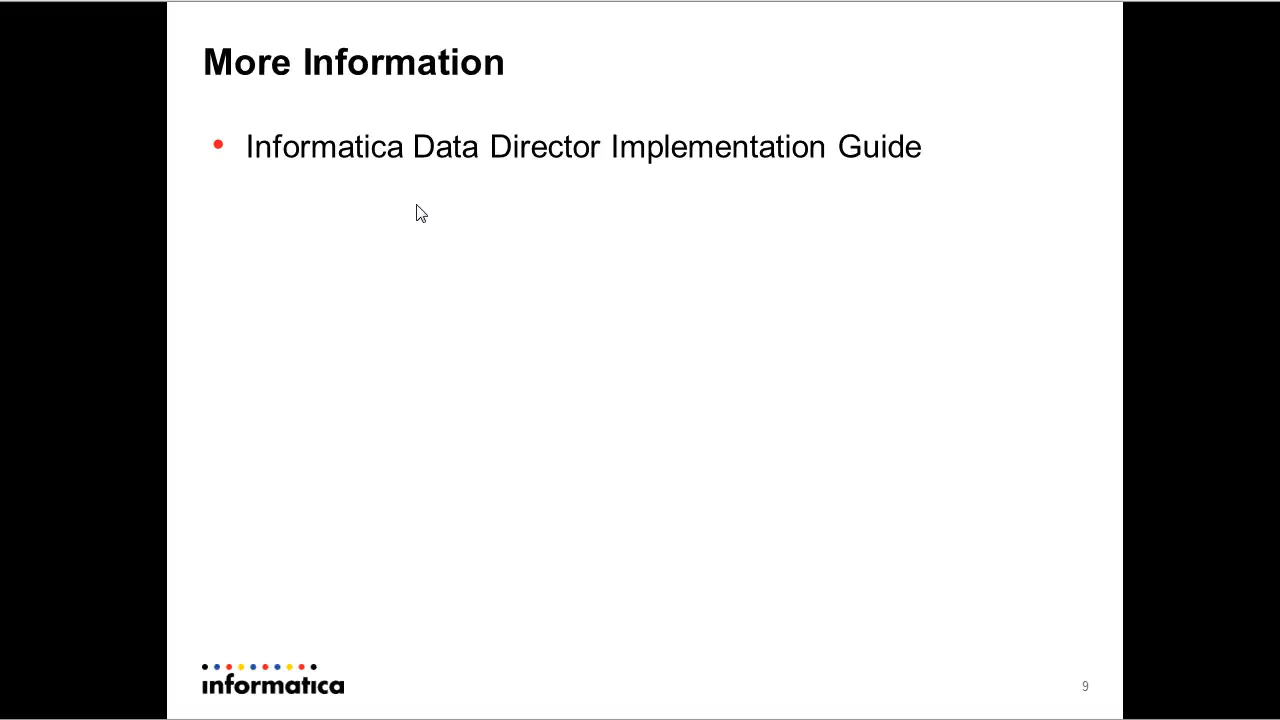 More Information
• Informatica Data Director Implementation Guide
informatica
9